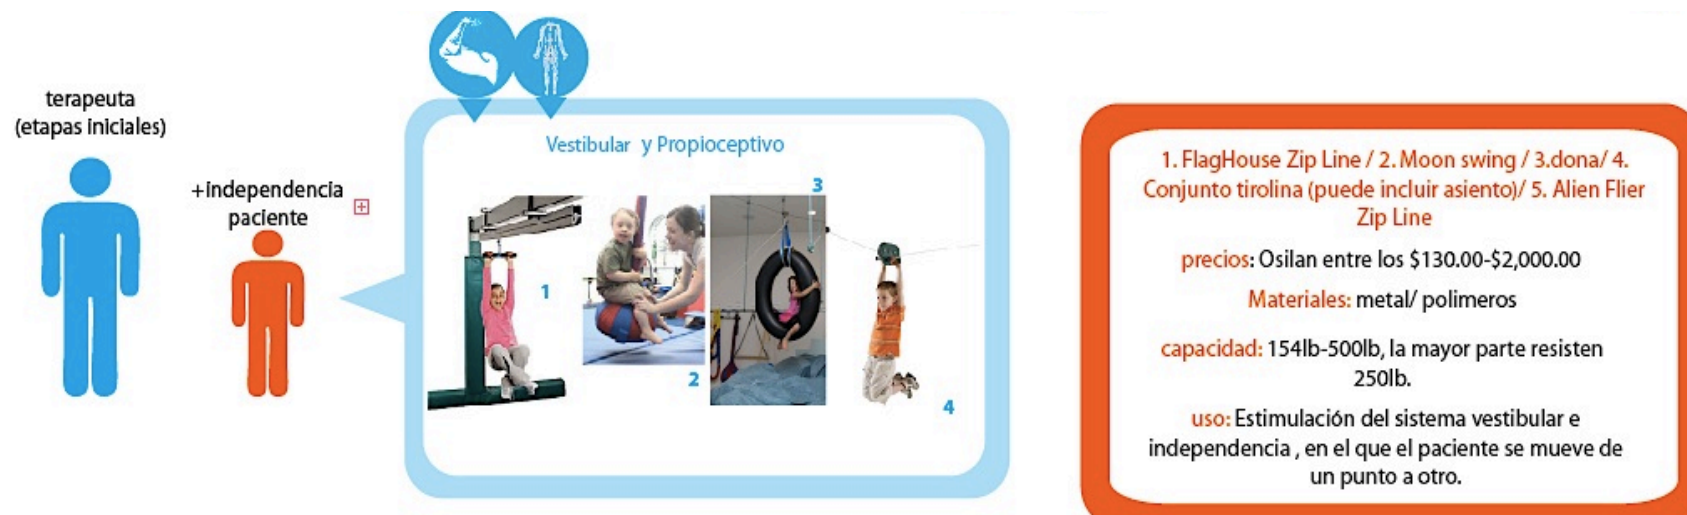 terapeuta
(etapas iniciales)
+independencia
paciente
Vestibular y Propioceptivo
1
2
3
4
1. FlagHouse Zip Line / 2. Moon swing / 3.dona/ 4.
Conjunto tirolina (puede incluir asiento)/ 5. Alien Flier
Zip Line
precios: Osilan entre los $130.00-$2,000.00
Materiales: metal/ polimeros
capacidad: 154lb-500lb, la mayor parte resisten
250lb.
uso: Estimulación del sistema vestibular e
independencia , en el que el paciente se mueve de
un punto a otro.